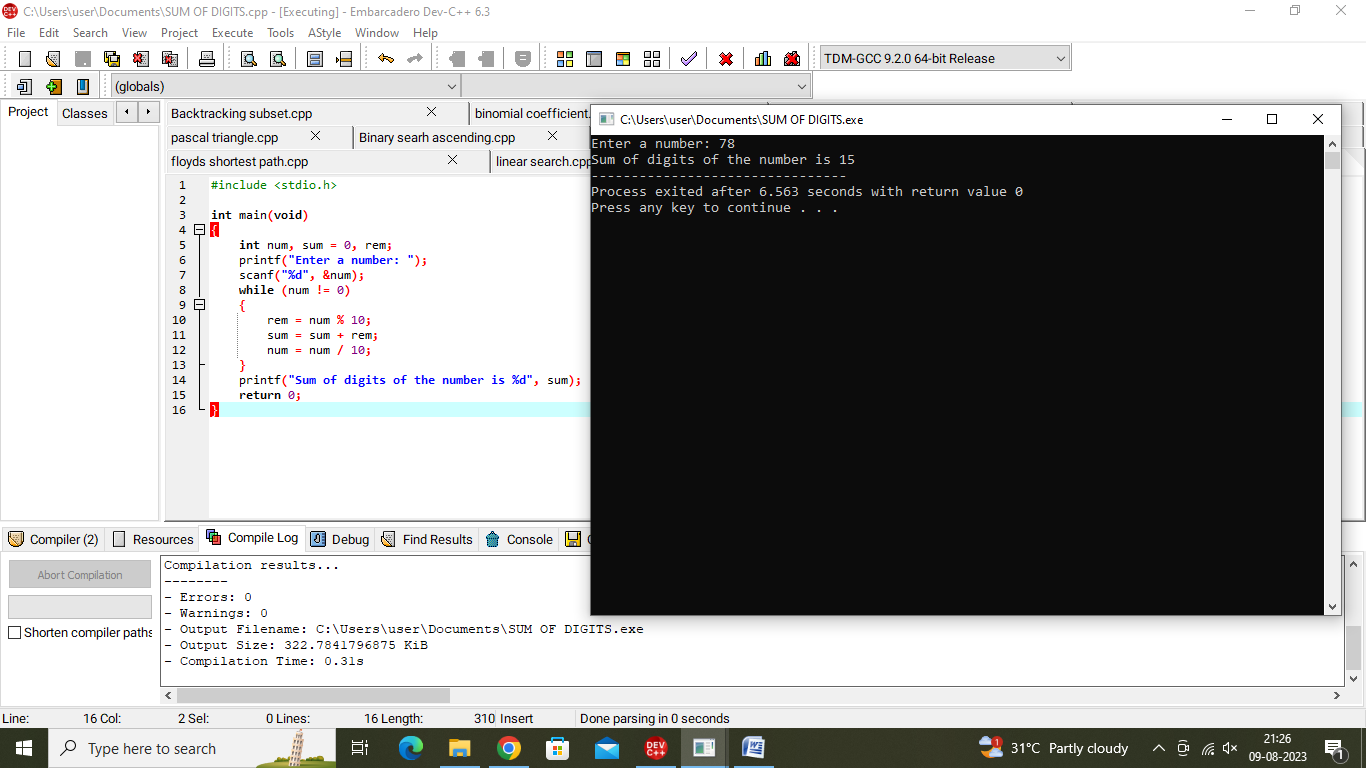 C:\Users\user\Documents\SUM OF DIGITS.cpp - [Executing] - Embarcadero Dev-C++ 6.3
File Edit Search View Project Execute Tools AStyle Window Help
TDM-GCC 9.2.0 64-bit Release
(globals)
Project Classes
Backtracking subset.cpp binomial coefficient.
pascal triangle.cpp Binary searh ascending.cpp
floyds shortest path.cpp linear search.cpp
1 #include <stdio.h>
2
3 int main(void)
4 {
5 int num, sum = 0, rem;
6 printf("Enter a number: ");
7 scanf("%d", &num);
8 while (num != 0)
9 {
10 rem = num % 10;
11 sum = sum + rem;
12 num = num / 10;
13 }
14 printf("Sum of digits of the number is %d", sum);
15 return 0;
16 }
C:\Users\user\Documents\SUM OF DIGITS.exe
Enter a number: 78
Sum of digits of the number is 15
--------------------------------
Process exited after 6.563 seconds with return value 0
Press any key to continue . . .
Compiler (2) Resources Compile Log Debug Find Results Console
Abort Compilation
Shorten compiler paths
Compilation results...
--------
- Errors: 0
- Warnings: 0
- Output Filename: C:\Users\user\Documents\SUM OF DIGITS.exe
- Output Size: 322.7841796875 KiB
- Compilation Time: 0.31s
Line: 16 Col: 2 Sel: 0 Lines: 16 Length: 310 Insert Done parsing in 0 seconds
Type here to search
DEV C++
31°C Partly cloudy
21:26
09-08-2023
1